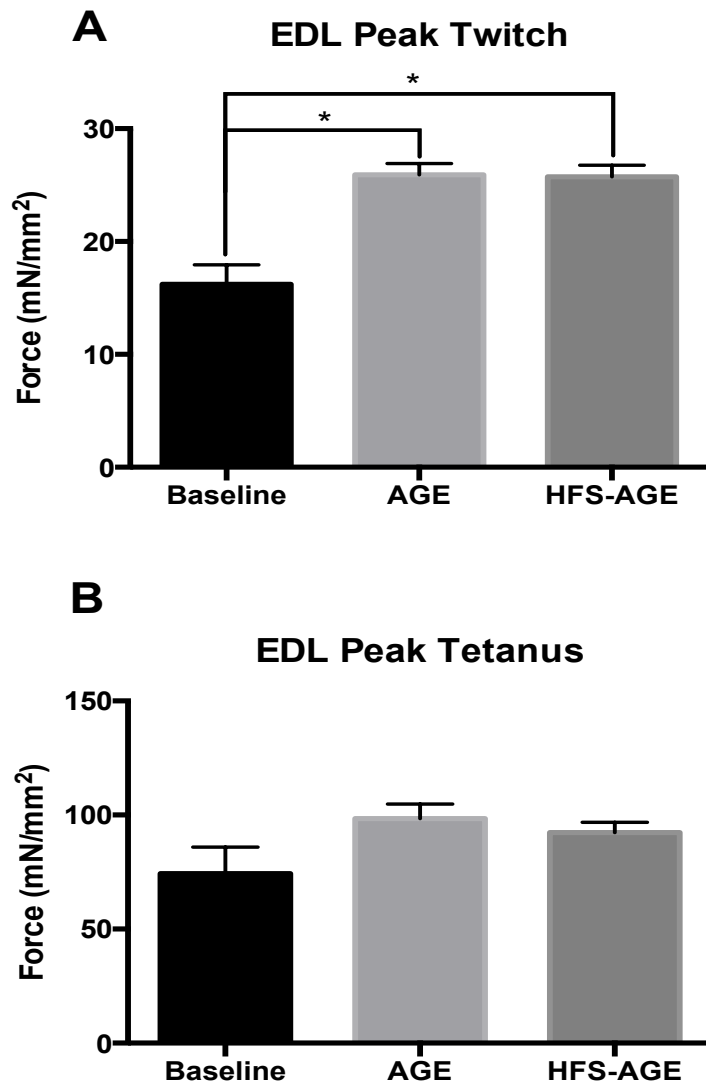 A
EDL Peak Twitch
*
*
Force (mN/mm²)
30
20
10
0
Baseline AGE HFS-AGE
B
EDL Peak Tetanus
Force (mN/mm²)
150
100
50
0
Baseline AGE HFS-AGE